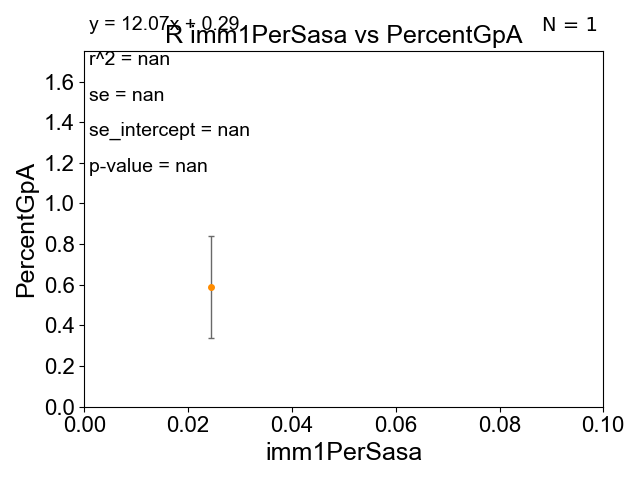 y = 12.07x + 0.29
R imm1PerSasa vs PercentGpA
N = 1
r^2 = nan
se = nan
se_intercept = nan
p-value = nan
PercentGpA
1.6
1.4
1.2
1.0
0.8
0.6
0.4
0.2
0.0
0.00 0.02 0.04 0.06 0.08 0.10
imm1PerSasa